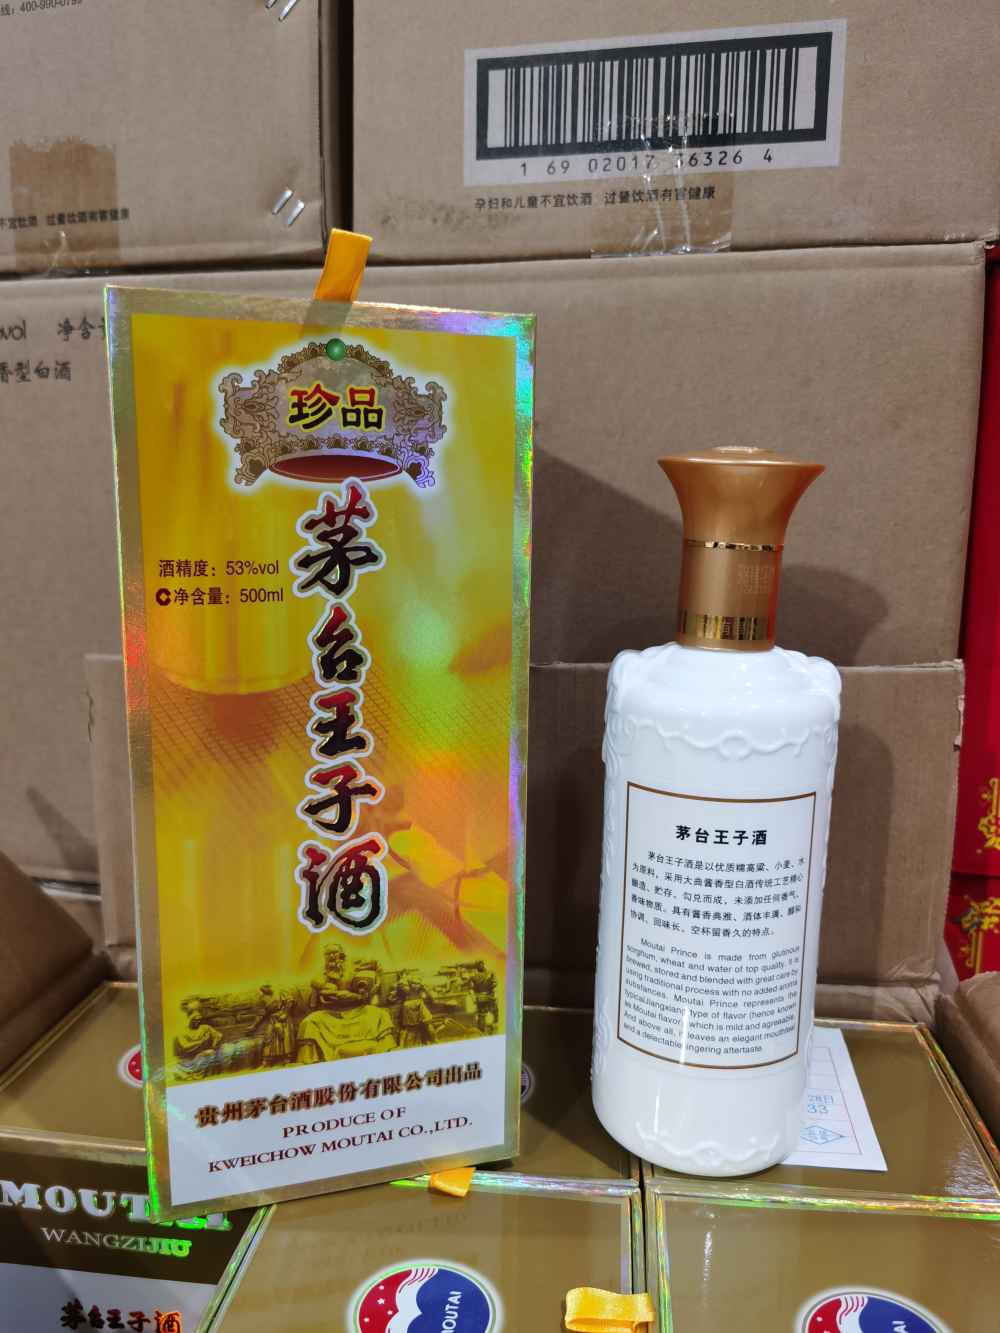 1 69 02017 36326 4
孕妇和儿童不宜饮酒 过量饮酒有害健康
不宜饮酒 过量饮酒有害健康
净含
香型白酒
珍品
茅台王子酒
酒精度：53%vol
净含量：500ml
贵州茅台酒股份有限公司出品
PRODUCE OF
KWEICHOW MOUTAI CO.,LTD.
茅台王子酒
茅台王子酒是以优质糯高粱、小麦、水
为原料，采用大曲酱香型白酒传统工艺精心
酿造、贮存、勾兑而成，未添加任何香气、
香味物质。具有酱香典雅、酒体丰满、醇和
协调、回味长、空杯留香久的特点。
Moutai Prince is made from glutinous
sorghum, wheat and water of top quality. It is
brewed, stored and blended with great care by
using traditional process with no added aroma
substances. Moutai Prince represents the
typical Jiangxiang type of flavor (hence known
as Moutai flavor), which is mild and agreeable.
And above all, it leaves an elegant mouthfeel
and a delectable lingering aftertaste.
28日
33
MOUTAI
WANGZIJIU
茅台王子酒
MOUTAI